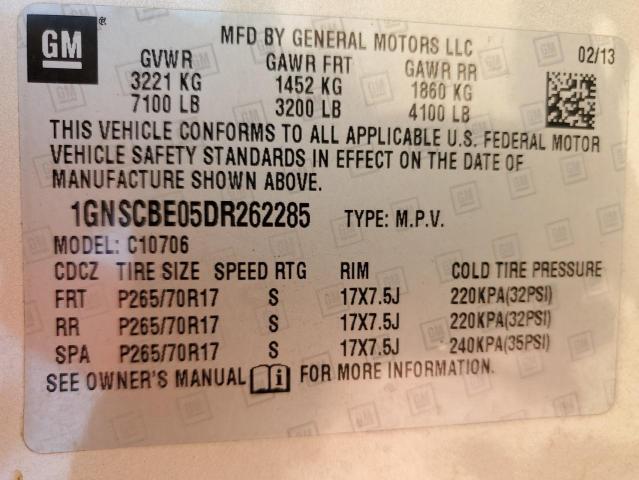 GM ®
MFD BY GENERAL MOTORS LLC
02/13
GVWR GAWR FRT GAWR RR
3221 KG 1452 KG 1860 KG
7100 LB 3200 LB 4100 LB
THIS VEHICLE CONFORMS TO ALL APPLICABLE U.S. FEDERAL MOTOR
VEHICLE SAFETY STANDARDS IN EFFECT ON THE DATE OF
MANUFACTURE SHOWN ABOVE.
1GNSCBE05DR262285 TYPE: M.P.V.
MODEL: C10706
CDCZ TIRE SIZE SPEED RTG RIM COLD TIRE PRESSURE
FRT P265/70R17 S 17X7.5J 220KPA(32PSI)
RR P265/70R17 S 17X7.5J 220KPA(32PSI)
SPA P265/70R17 S 17X7.5J 240KPA(35PSI)
SEE OWNER'S MANUAL i FOR MORE INFORMATION.